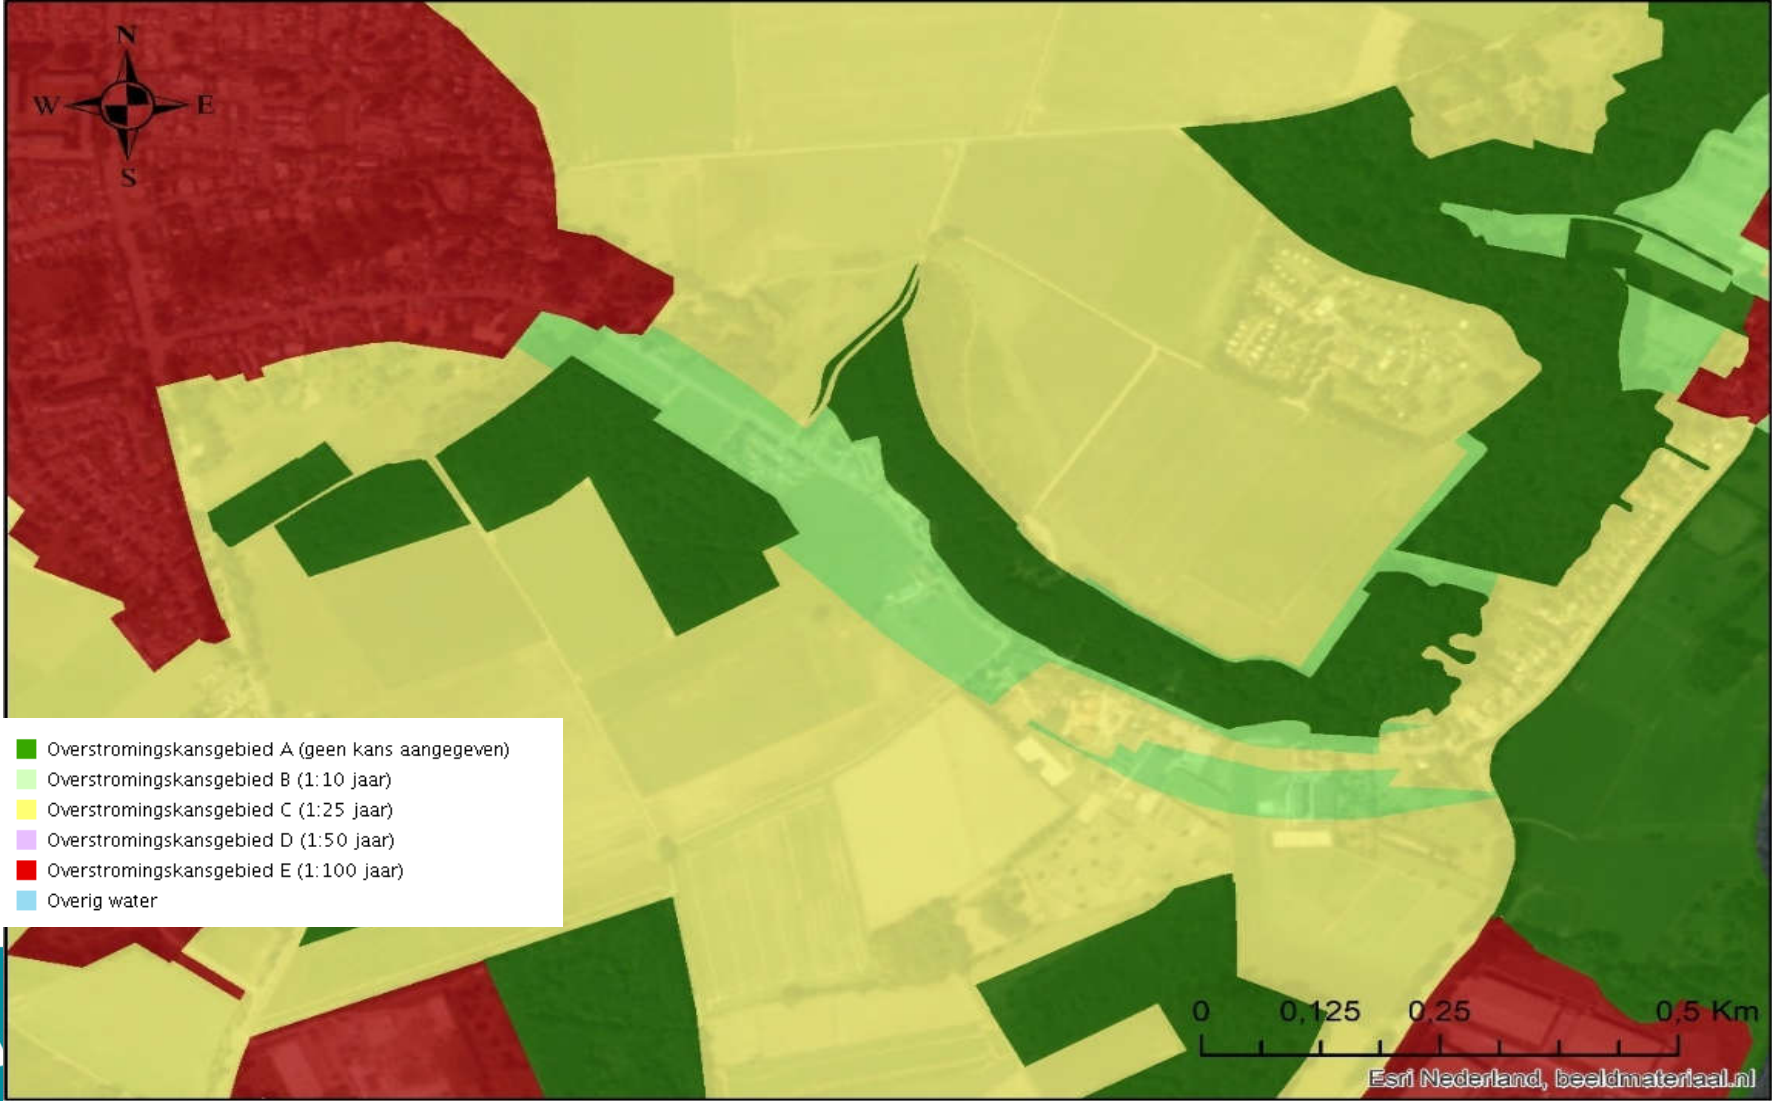 N
W E
S
Overstromingskansgebied A (geen kans aangegeven)
Overstromingskansgebied B (1:10 jaar)
Overstromingskansgebied C (1:25 jaar)
Overstromingskansgebied D (1:50 jaar)
Overstromingskansgebied E (1:100 jaar)
Overig water
0 0,125 0,25 0,5 Km
Esri Nederland, beeldmateriaal.nl